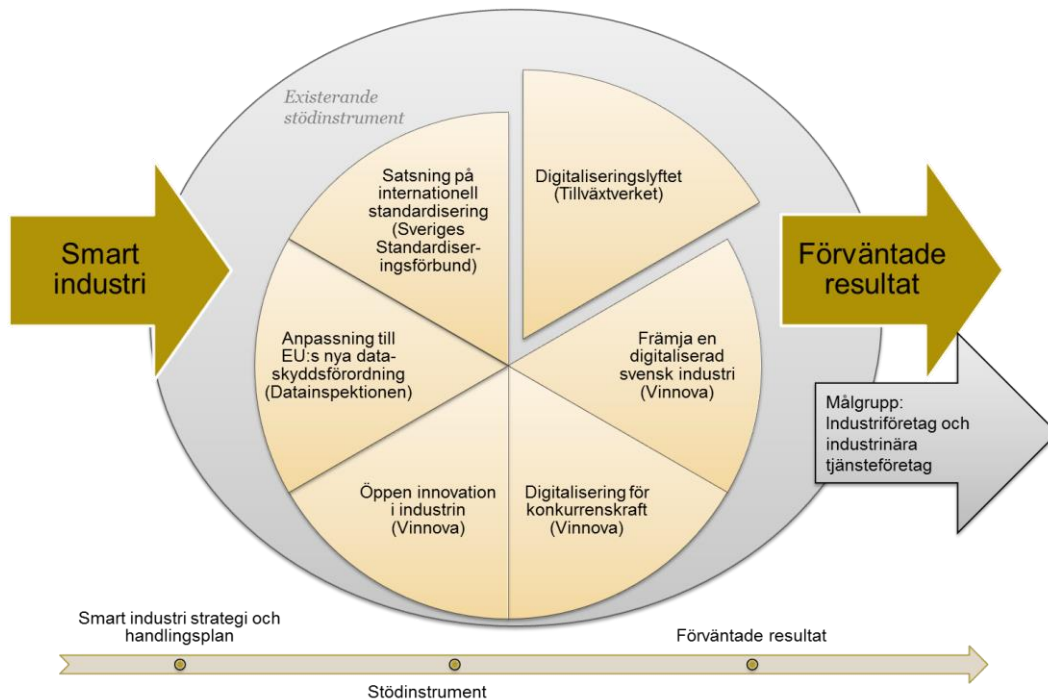 Existerande
stödinstrument
Satsning på
internationell
standardisering
(Sveriges
Standardiser-
ingsförbund)
Digitaliseringslyftet
(Tillväxtverket)
Smart
industri
Förväntade
resultat
Anpassning till
EU:s nya data-
skyddsförordning
(Datainspektionen)
Främja en
digitaliserad
svensk industri
(Vinnova)
Målgrupp:
Industriföretag och
industrinära
tjänsteföretag
Öppen innovation
i industrin
(Vinnova)
Digitalisering för
konkurrenskraft
(Vinnova)
Smart industri strategi och
handlingsplan
Förväntade resultat
Stödinstrument